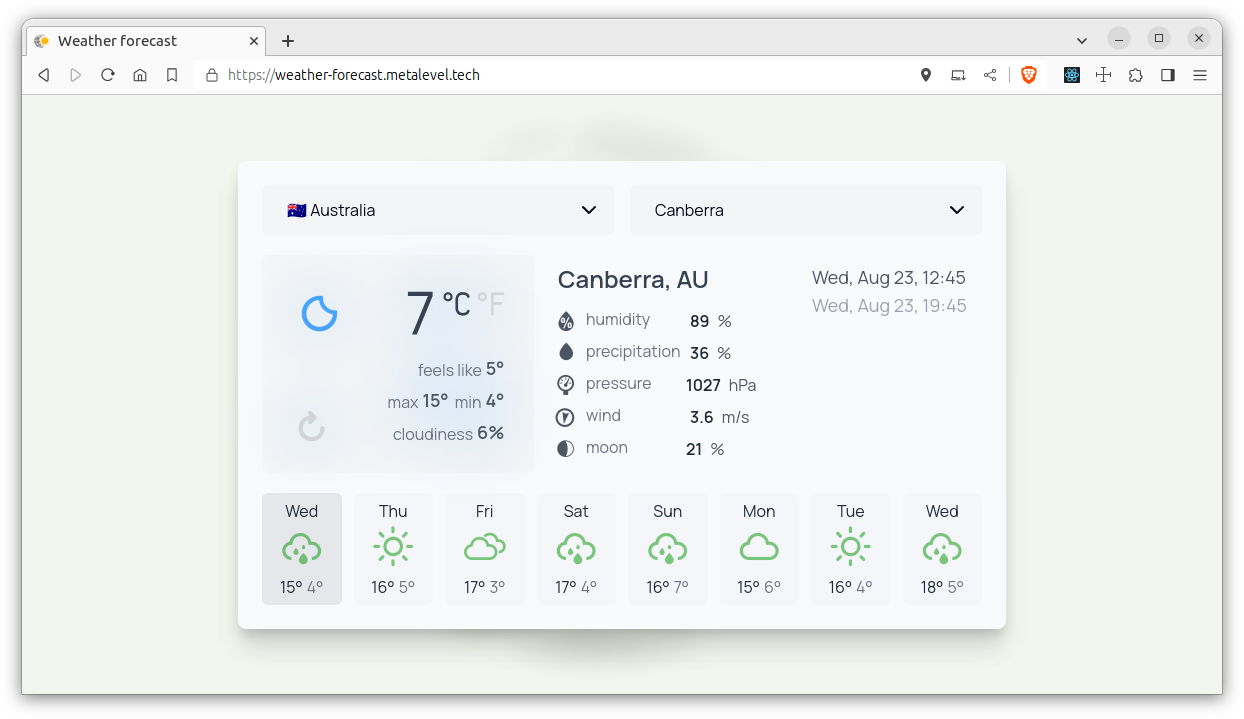 Weather forecast
https://weather-forecast.metalevel.tech
Australia
Canberra
7 °C °F
feels like 5°
max 15° min 4°
cloudiness 6%
Canberra, AU
humidity 89 %
precipitation 36 %
pressure 1027 hPa
wind 3.6 m/s
moon 21 %
Wed, Aug 23, 12:45
Wed, Aug 23, 19:45
Wed
15° 4°
Thu
16° 5°
Fri
17° 3°
Sat
17° 4°
Sun
16° 7°
Mon
15° 6°
Tue
16° 4°
Wed
18° 5°